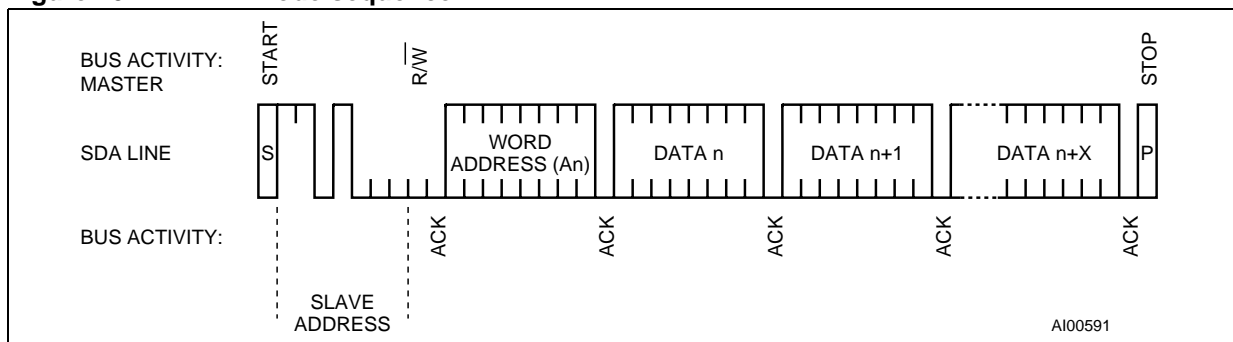 BUS ACTIVITY:
MASTER
START
R/W
STOP
SDA LINE
S
WORD
ADDRESS (An)
DATA n
DATA n+1
DATA n+X
P
BUS ACTIVITY:
ACK
ACK
ACK
ACK
ACK
SLAVE
ADDRESS
AI00591